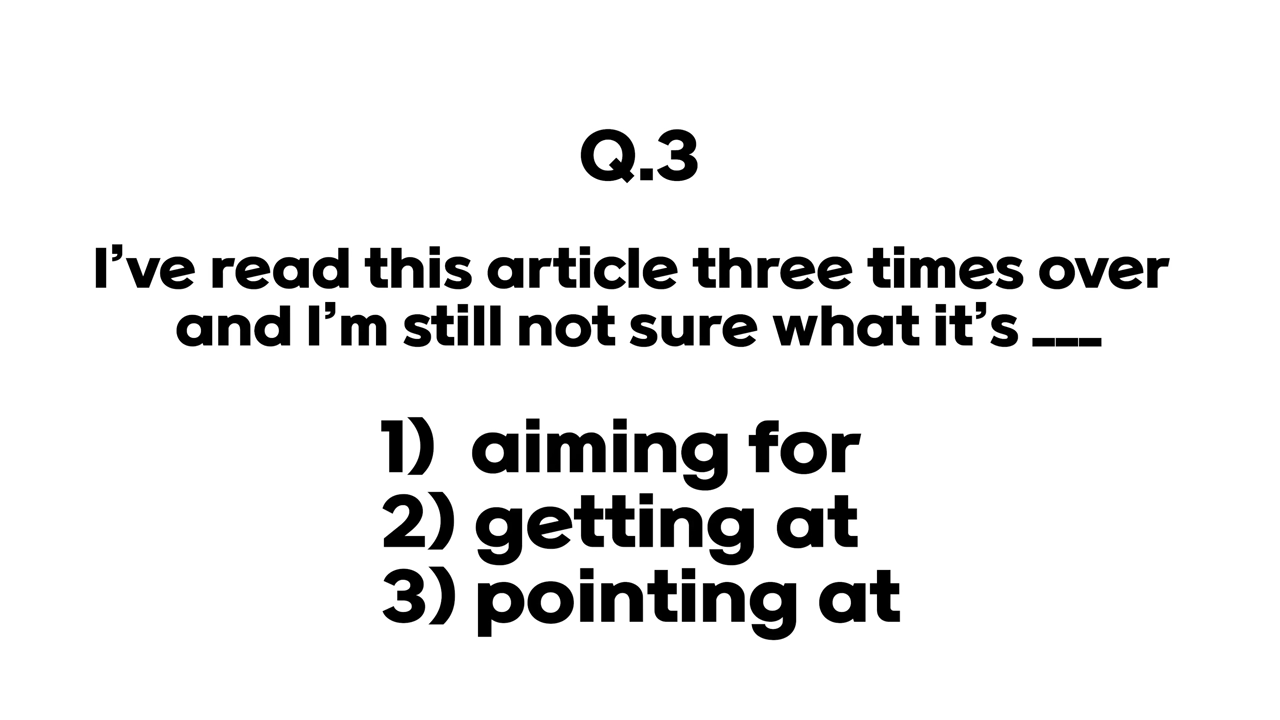 Q.3
I’ve read this article three times over
and I’m still not sure what it’s ___
1) aiming for
2) getting at
3) pointing at